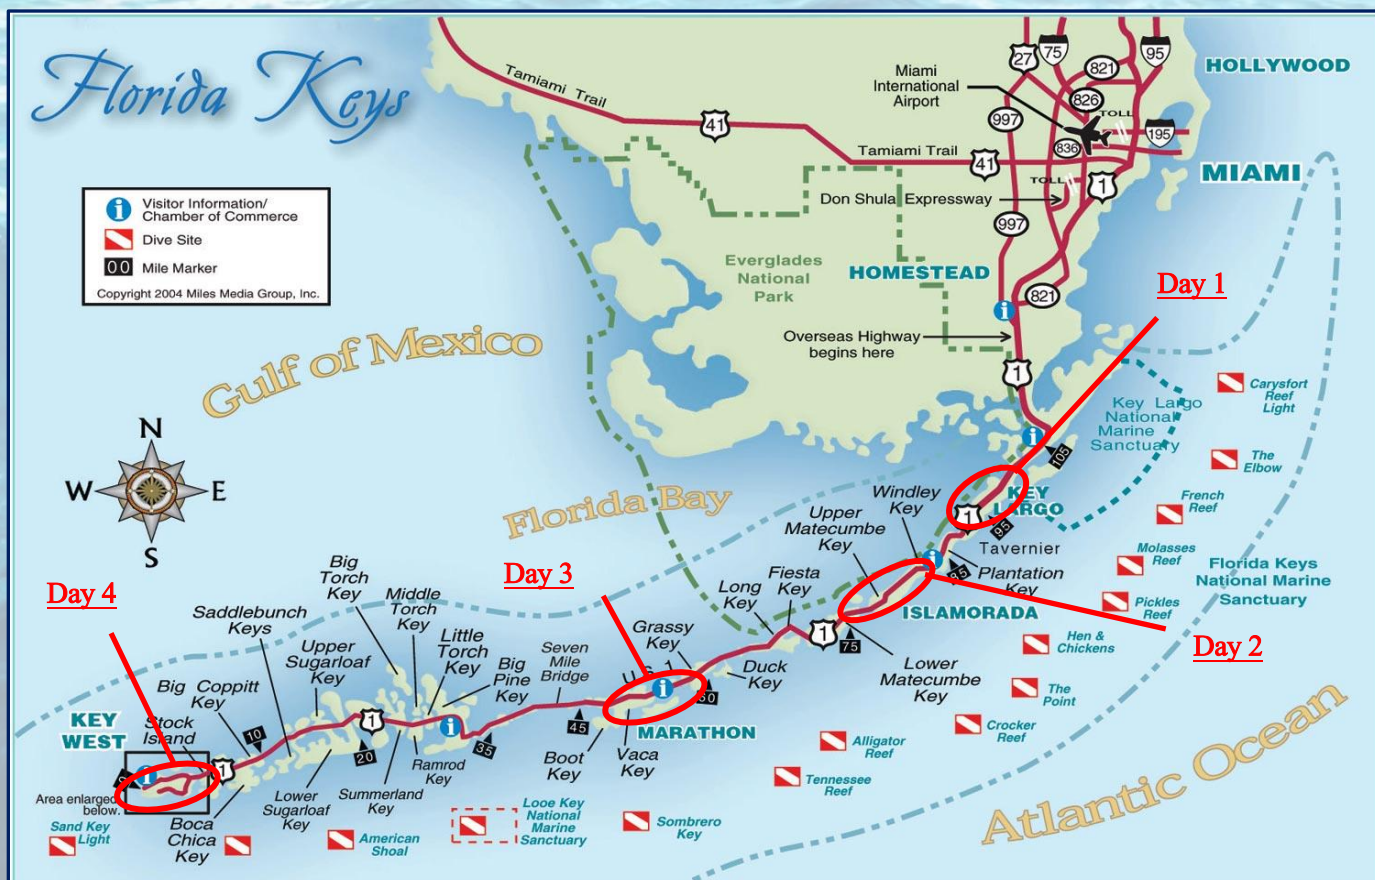 Florida Keys
Visitor Information/
Chamber of Commerce
Dive Site
00 Mile Marker
Copyright 2004 Miles Media Group, Inc.
Tamiami Trail
41
Tamiami Trail
41
27
75
95
821
826
997
836
195
TOLL
TOLL
1
997
821
Miami
International
Airport
HOLLYWOOD
MIAMI
Don Shula Expressway
HOMESTEAD
Everglades
National
Park
Overseas Highway
begins here
1
Day 1
Gulf of Mexico
Florida Bay
Atlantic Ocean
N
W
E
S
Key Largo
National
Marine
Sanctuary
Carysfort
Reef
Light
The
Elbow
French
Reef
Molasses
Reef
Pickles
Reef
Florida Keys
National Marine
Sanctuary
Hen &
Chickens
The
Point
Crocker
Reef
Alligator
Reef
Tennessee
Reef
Sombrero
Key
Looe Key
National
Marine
Sanctuary
American
Shoal
Sand Key
Light
105
KEY
LARGO
1
95
Tavernier
85
Plantation
Key
Windley
Key
Upper
Matecumbe
Key
ISLAMORADA
Day 2
Lower
Matecumbe
Key
75
1
Fiesta
Key
Long
Key
Duck
Key
Grassy
Key
Day 3
U.S. 1
MARATHON
Vaca
Key
Boot
Key
45
Seven
Mile
Bridge
35
Big
Pine
Key
Little
Torch
Key
Middle
Torch
Key
Big
Torch
Key
Ramrod
Key
Summerland
Key
20
1
Upper
Sugarloaf
Key
Lower
Sugarloaf
Key
Saddlebunch
Keys
10
Big Coppitt
Key
1
Boca
Chica
Key
Stock
Island
Day 4
KEY
WEST
Area enlarged
below.